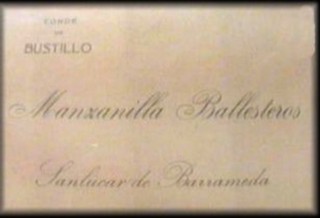 CONDE
DE
BUSTILLO
Manzanilla Ballesteros
Sanlucar de Barrameda